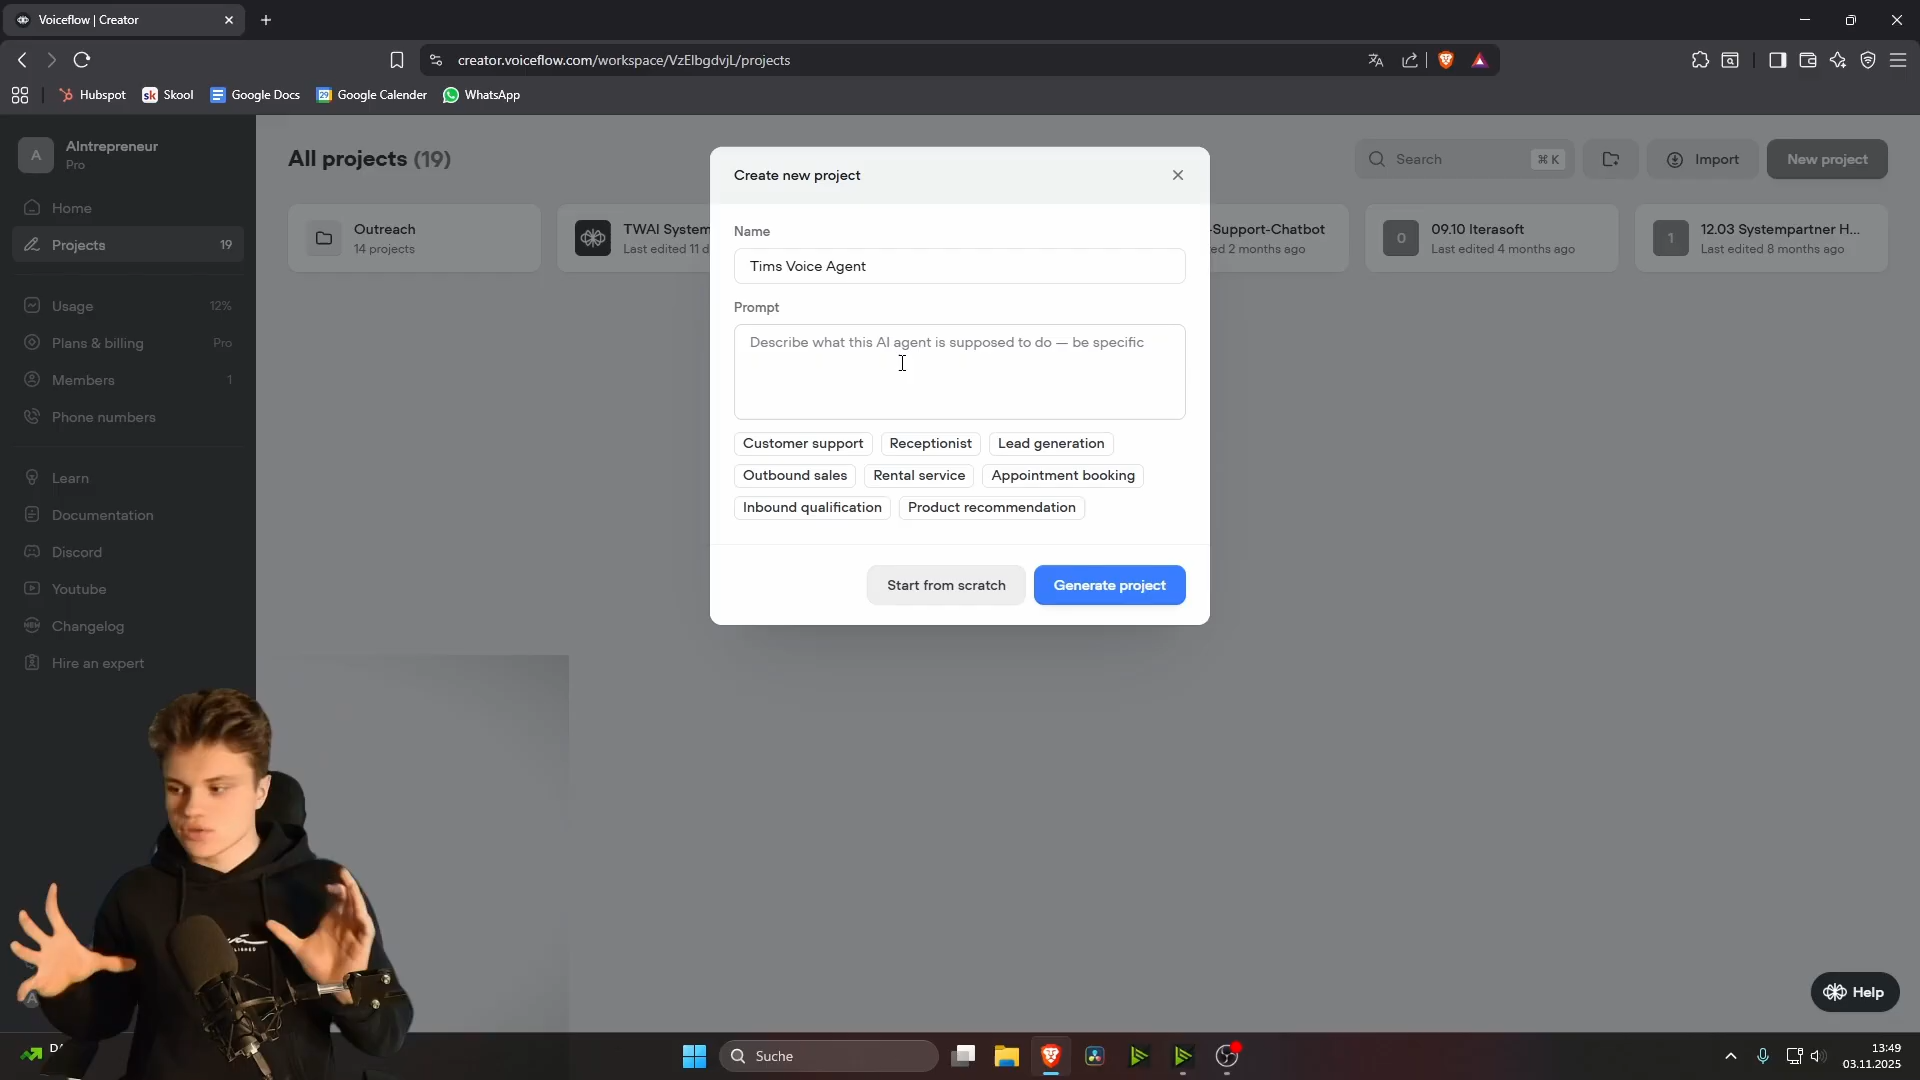 Voiceflow | Creator
creator.voiceflow.com/workspace/VzElbgdvjL/projects
Hubspot
sk Skool
Google Docs
Google Calender
WhatsApp
A
AIntrepreneur
Pro
Home
Projects 19
Usage 12%
Plans & billing Pro
Members 1
Phone numbers
Learn
Documentation
Discord
Youtube
NEW Changelog
Hire an expert
All projects (19)
Search ⌘ K
Import
New project
Outreach
14 projects
TWAI System
Last edited 11 d
-Support-Chatbot
ed 2 months ago
0
09.10 Iterasoft
Last edited 4 months ago
1
12.03 Systempartner H...
Last edited 8 months ago
Create new project
Name
Tims Voice Agent
Prompt
Describe what this AI agent is supposed to do — be specific
Customer support
Receptionist
Lead generation
Outbound sales
Rental service
Appointment booking
Inbound qualification
Product recommendation
Start from scratch
Generate project
Help
Suche
13:49
03.11.2025